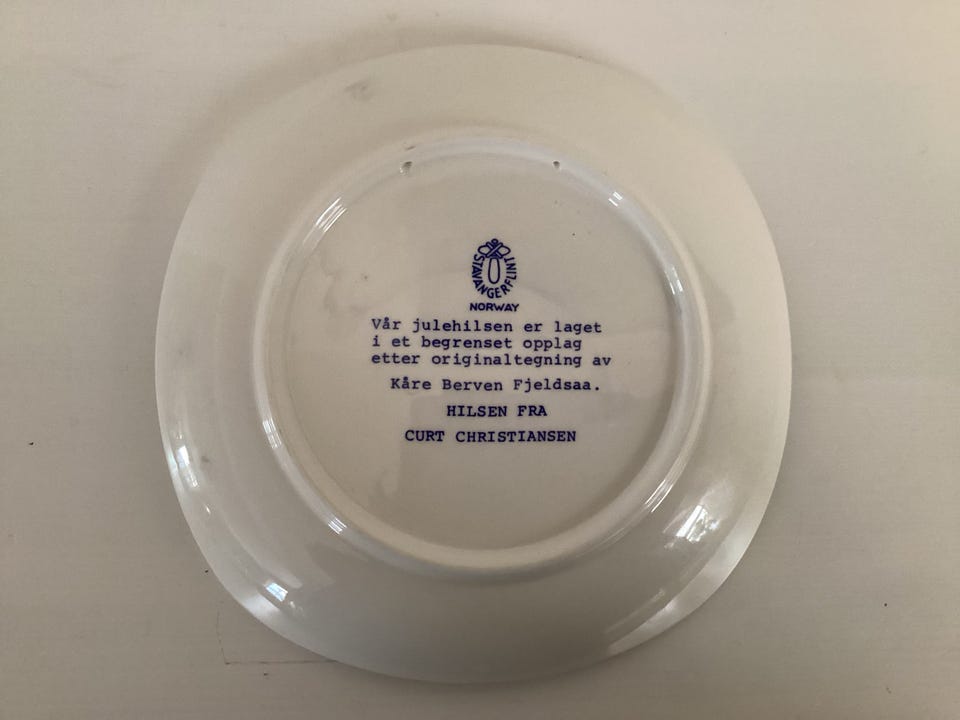 STAVANGERFLINT
NORWAY
Vår julehilsen er laget
i et begrenset opplag
etter originaltegning av
Kåre Berven Fjeldsaa.
HILSEN FRA
CURT CHRISTIANSEN